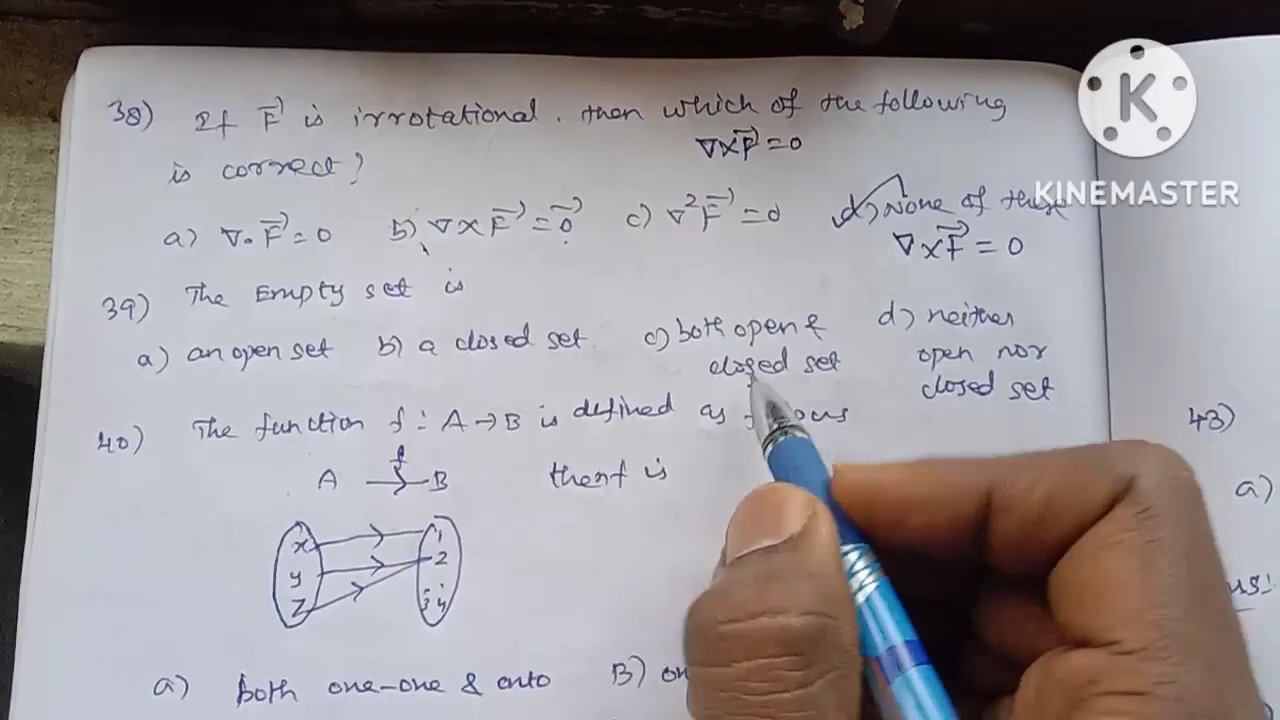 38) If F⃗ is irrotational. then which of the following
∇×F⃗=0
is correct?
a) ∇.F⃗=0 b) ∇×F⃗=0⃗ c) ∇²F⃗=0 d) None of these
∇×F⃗=0
39) The Empty set is
a) an open set b) a closed set c) both open & closed set d) neither open nor closed set
40) The function f: A→B is defined as
A f B then f is
x 1
y 2
z 3 4
a) both one-one & onto B)
43)
a)
K
KINEMASTER